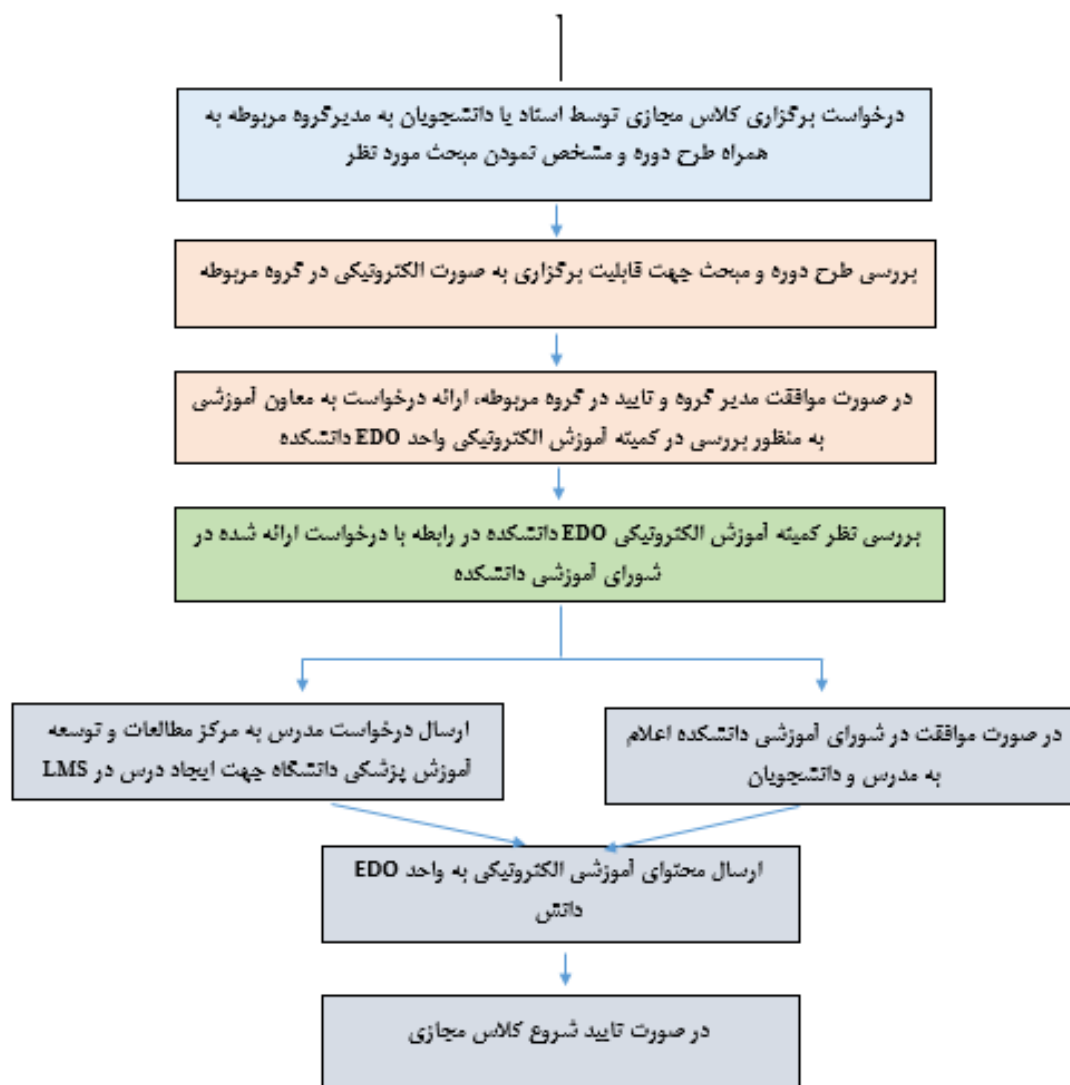 درخواست برگزاری کلاس مجازی توسط استاد یا دانشجویان به مدیرگروه مربوطه به
همراه طرح دوره و مشخص نمودن مبحث مورد نظر
بررسی طرح دوره و مبحث جهت قابلیت برگزاری به صورت الکترونیکی در گروه مربوطه
در صورت موافقت مدیر گروه و تایید در گروه مربوطه، ارائه درخواست به معاون آموزشی
به منظور بررسی در کمیته آموزش الکترونیکی واحد EDO دانشکده
بررسی نظر کمیته آموزش الکترونیکی EDO دانشکده در رابطه با درخواست ارائه شده در
شورای آموزشی دانشکده
در صورت موافقت در شورای آموزشی دانشکده اعلام
به مدرس و دانشجویان
ارسال درخواست مدرس به مرکز مطالعات و توسعه
آموزش پزشکی دانشگاه جهت ایجاد درس در LMS
ارسال محتوای آموزشی الکترونیکی به واحد EDO
دانش
در صورت تایید شروع کلاس مجازی